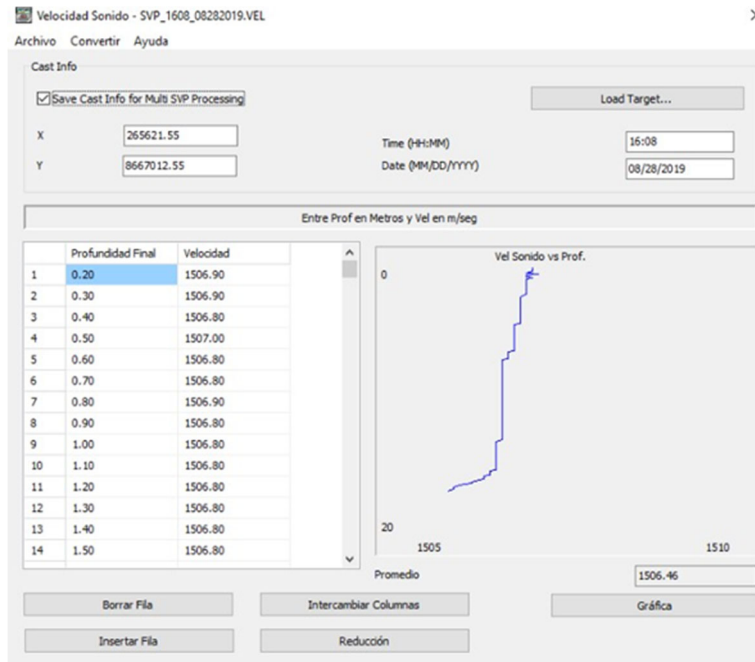 Velocidad Sonido - SVP_1608_08282019.VEL
Archivo Convertir Ayuda
Cast Info
Save Cast Info for Multi SVP Processing
Load Target...
X 265621.55
Time (HH:MM) 16:08
Y 8667012.55
Date (MM/DD/YYYY) 08/28/2019
Entre Prof en Metros y Vel en m/seg
Profundidad Final Velocidad
1 0.20 1506.90
2 0.30 1506.90
3 0.40 1506.80
4 0.50 1507.00
5 0.60 1506.80
6 0.70 1506.80
7 0.80 1506.90
8 0.90 1506.80
9 1.00 1506.80
10 1.10 1506.80
11 1.20 1506.80
12 1.30 1506.80
13 1.40 1506.80
14 1.50 1506.80
Vel Sonido vs Prof.
0
20
1505 1510
Promedio 1506.46
Borrar Fila Intercambiar Columnas Gráfica
Insertar Fila Reducción